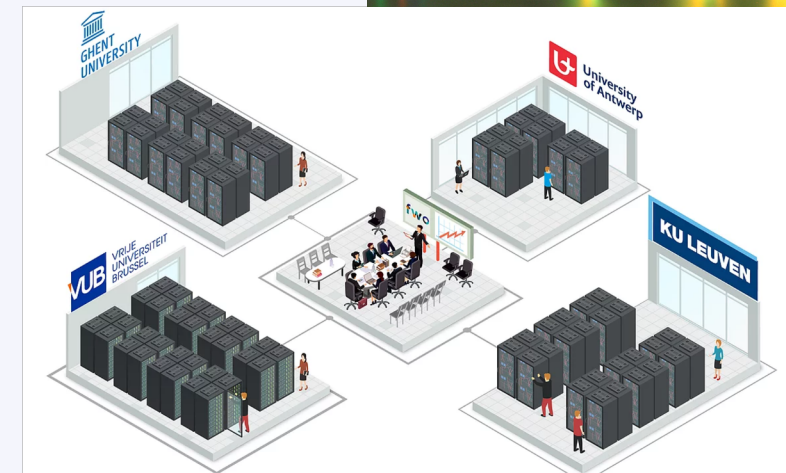 GHENT
UNIVERSITY
University
of Antwerp
fwo
KU LEUVEN
VUB
VRIJE
UNIVERSITEIT
BRUSSEL